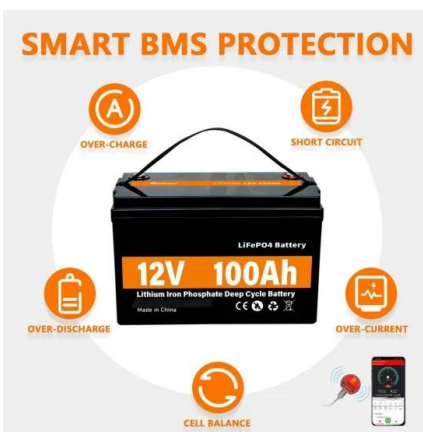 SMART BMS PROTECTION
OVER-CHARGE
SHORT CIRCUIT
LiFePO4 Battery
12V 100Ah
Lithium Iron Phosphate Deep Cycle Battery
Made in China
CE
OVER-DISCHARGE
OVER-CURRENT
CELL BALANCE